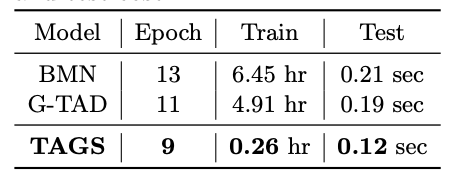 Model Epoch Train Test
BMN 13 6.45 hr 0.21 sec
G-TAD 11 4.91 hr 0.19 sec
TAGS 9 0.26 hr 0.12 sec